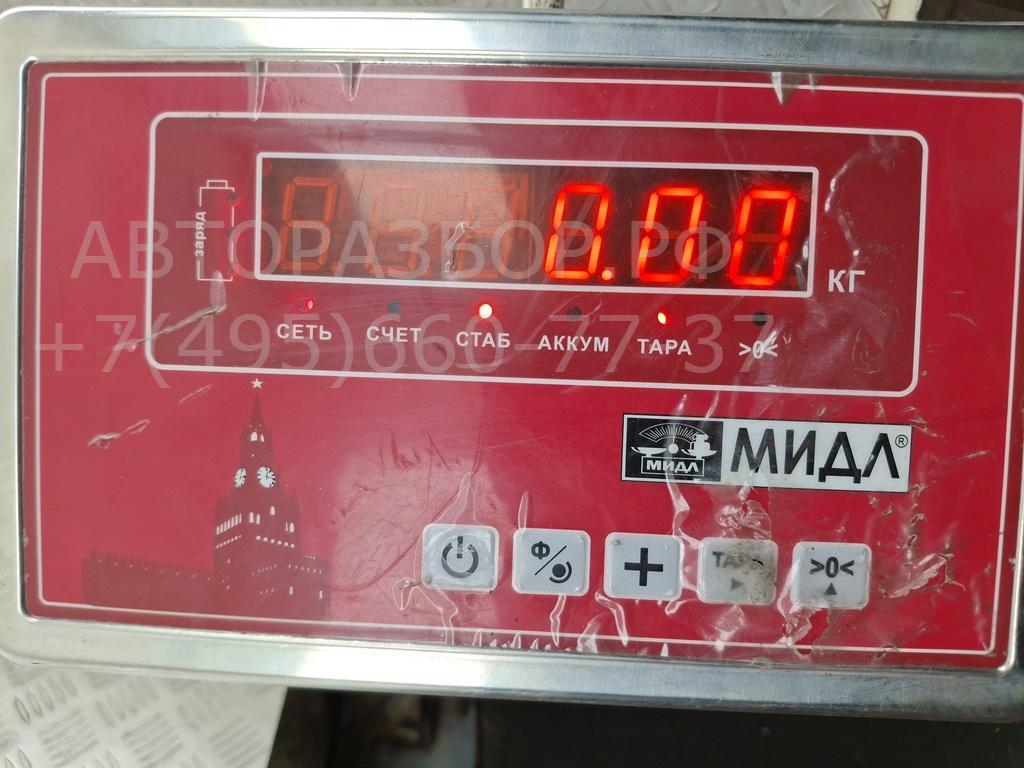 заряд
0.00
КГ
СЕТЬ СЧЕТ СТАБ АККУМ ТАРА >0<
АВТОРАЗБОР.РФ
+7(495)660-77-37
МИДЛ МИДЛ®
Ф + >0<